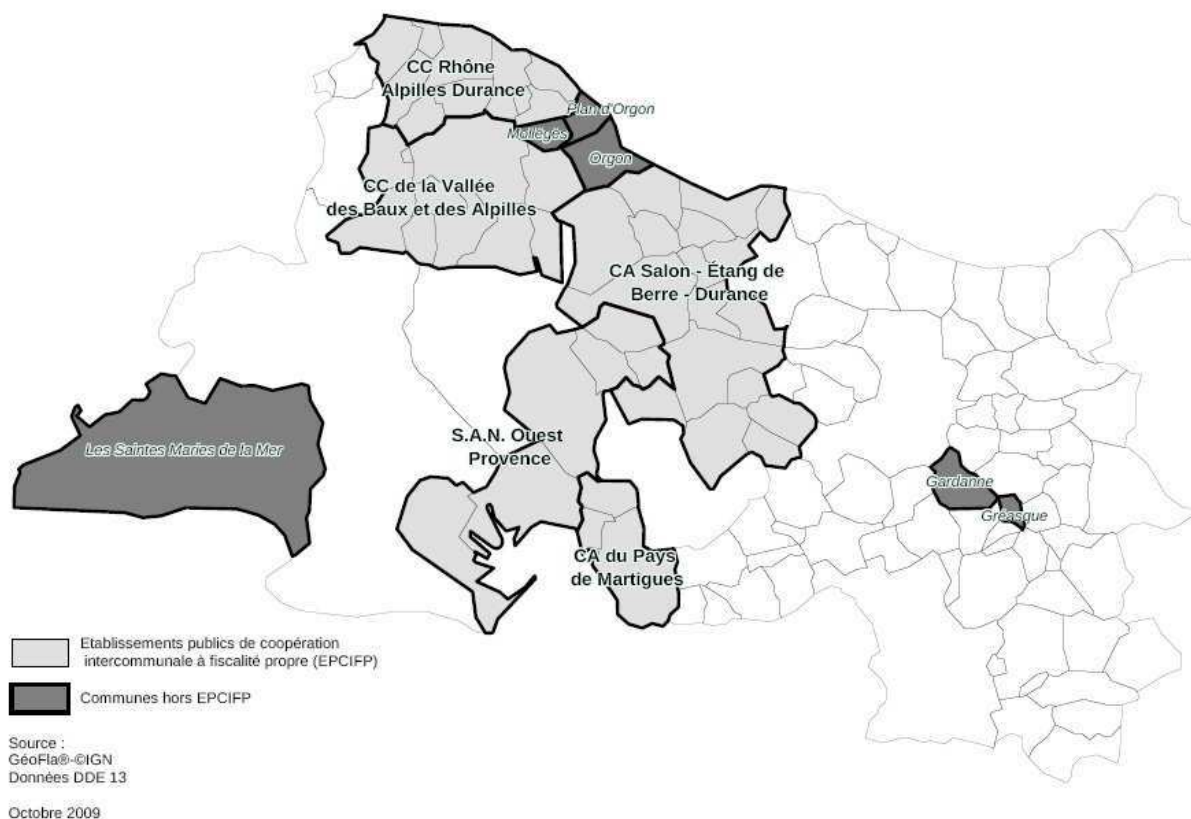 CC Rhône
Alpilles Durance
Plan d'Orgon
Mollégès
Orgon
CC de la Vallée
des Baux et des Alpilles
CA Salon - Étang de
Berre - Durance
Les Saintes Maries de la Mer
S.A.N. Ouest
Provence
Gardanne
Gréasque
CA du Pays
de Martigues
Etablissements publics de coopération
intercommunale à fiscalité propre (EPCIFP)
Communes hors EPCIFP
Source :
GéoFla®-©IGN
Données DDE 13
Octobre 2009